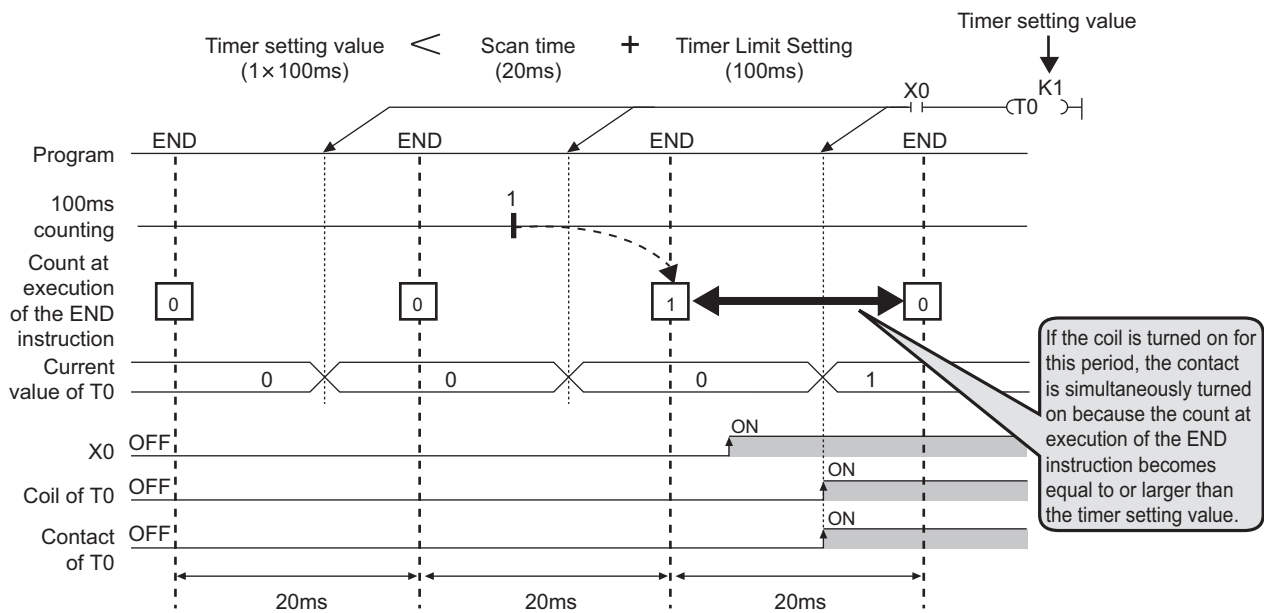 Timer setting value
Timer setting value < Scan time + Timer Limit Setting
(1×100ms) (20ms) (100ms)
X0 K1
T0
END END END END
Program
1
100ms
counting
Count at
execution
of the END
instruction
0 0 1 0
If the coil is turned on for
this period, the contact
is simultaneously turned
on because the count at
execution of the END
instruction becomes
equal to or larger than
the timer setting value.
Current
value of T0
0 0 0 1
X0 OFF ON
Coil of T0 OFF ON
Contact
of T0
OFF ON
20ms 20ms 20ms